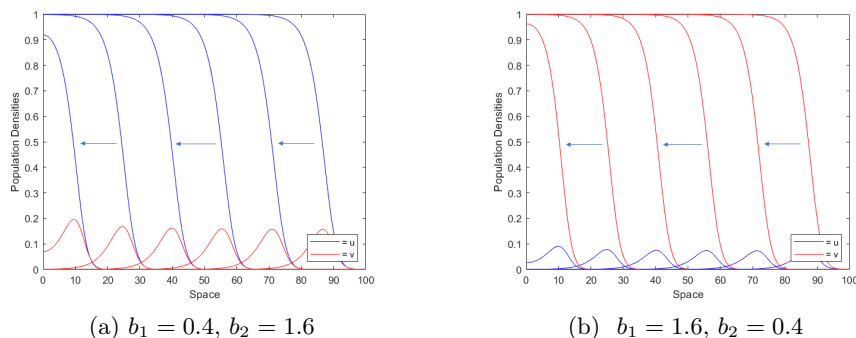 1
0.9
0.8
0.7
0.6
0.5
0.4
0.3
0.2
0.1
0
Population Densities
0 10 20 30 40 50 60 70 80 90 100
Space
= u
= v
(a) b₁ = 0.4, b₂ = 1.6
1
0.9
0.8
0.7
0.6
0.5
0.4
0.3
0.2
0.1
0
Population Densities
0 10 20 30 40 50 60 70 80 90 100
Space
= u
= v
(b) b₁ = 1.6, b₂ = 0.4